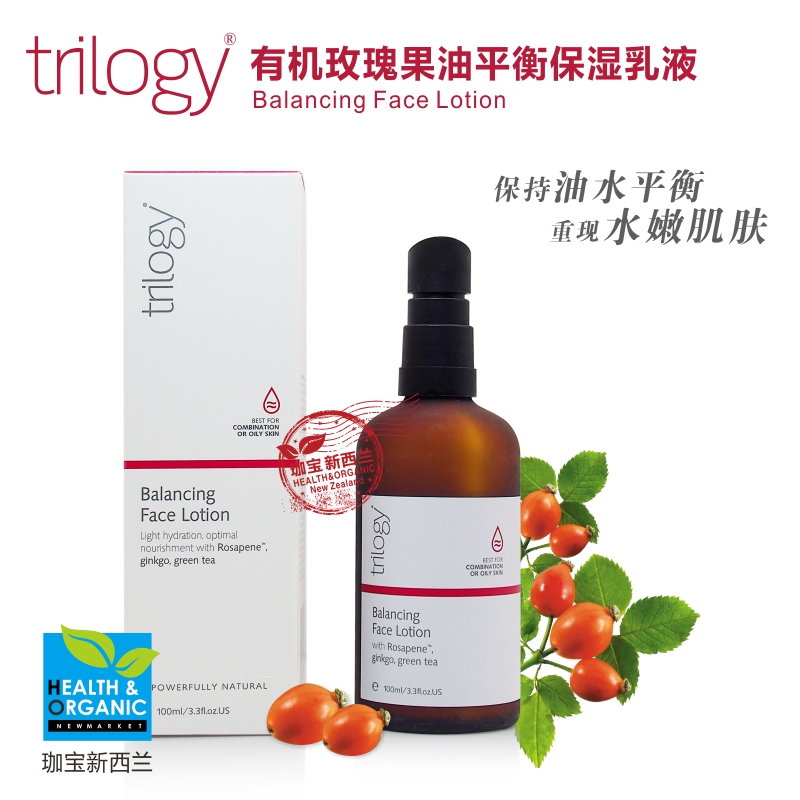 trilogy®
有机玫瑰果油平衡保湿乳液
Balancing Face Lotion
保持油水平衡
重现水嫩肌肤
trilogy®
BEST FOR
COMBINATION
OR OILY SKIN
Balancing
Face Lotion
Light hydration, optimal
nourishment with Rosapene™,
ginkgo, green tea
POWERFULLY NATURAL
100ml/3.3fl.oz.US
珈宝新西兰
HEALTH&ORGANIC
New Zealand
trilogy
BEST FOR
COMBINATION
OR OILY SKIN
Balancing
Face Lotion
with Rosapene™,
ginkgo, green tea
e 100ml/3.3fl.oz.US
HEALTH &
ORGANIC
NEWMARKET
珈宝新西兰